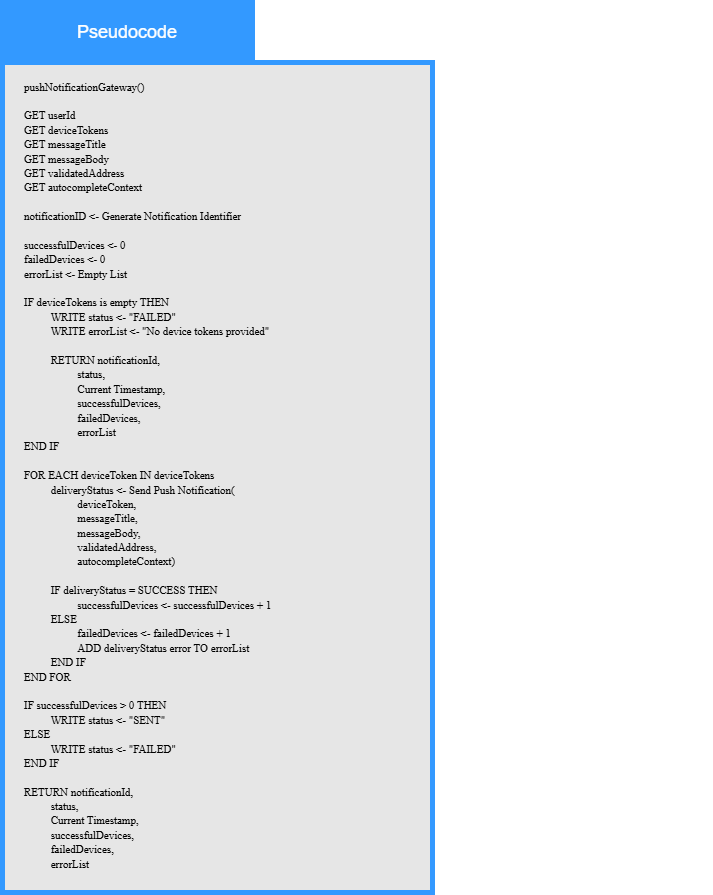 Pseudocode
pushNotificationGateway()
GET userId
GET deviceTokens
GET messageTitle
GET messageBody
GET validatedAddress
GET autocompleteContext
notificationID <- Generate Notification Identifier
successfulDevices <- 0
failedDevices <- 0
errorList <- Empty List
IF deviceTokens is empty THEN
WRITE status <- "FAILED"
WRITE errorList <- "No device tokens provided"
RETURN notificationId,
status,
Current Timestamp,
successfulDevices,
failedDevices,
errorList
END IF
FOR EACH deviceToken IN deviceTokens
deliveryStatus <- Send Push Notification(
deviceToken,
messageTitle,
messageBody,
validatedAddress,
autocompleteContext)
IF deliveryStatus = SUCCESS THEN
successfulDevices <- successfulDevices + 1
ELSE
failedDevices <- failedDevices + 1
ADD deliveryStatus error TO errorList
END IF
END FOR
IF successfulDevices > 0 THEN
WRITE status <- "SENT"
ELSE
WRITE status <- "FAILED"
END IF
RETURN notificationId,
status,
Current Timestamp,
successfulDevices,
failedDevices,
errorList